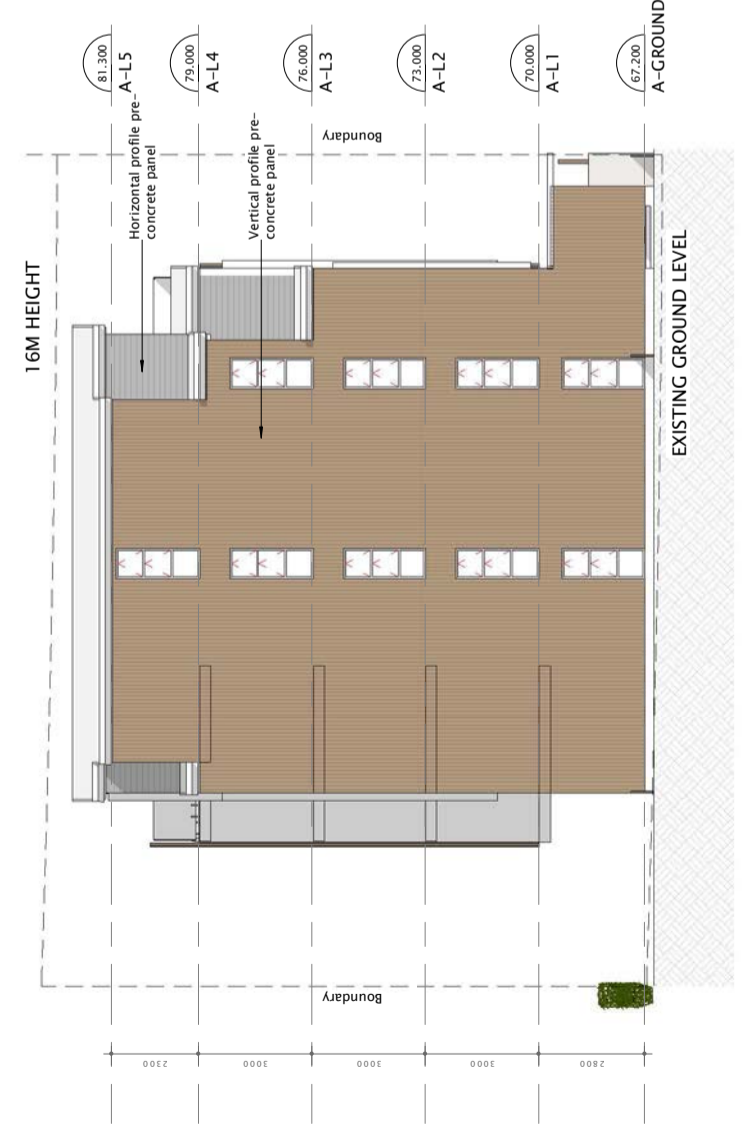 16M HEIGHT
81.300
A-L5
79.000
A-L4
76.000
A-L3
73.000
A-L2
70.000
A-L1
67.200
A-GROUND
Horizontal profile pre-
concrete panel
Vertical profile pre-
concrete panel
Boundary
Boundary
EXISTING GROUND LEVEL
2300
3000
3000
3000
2800